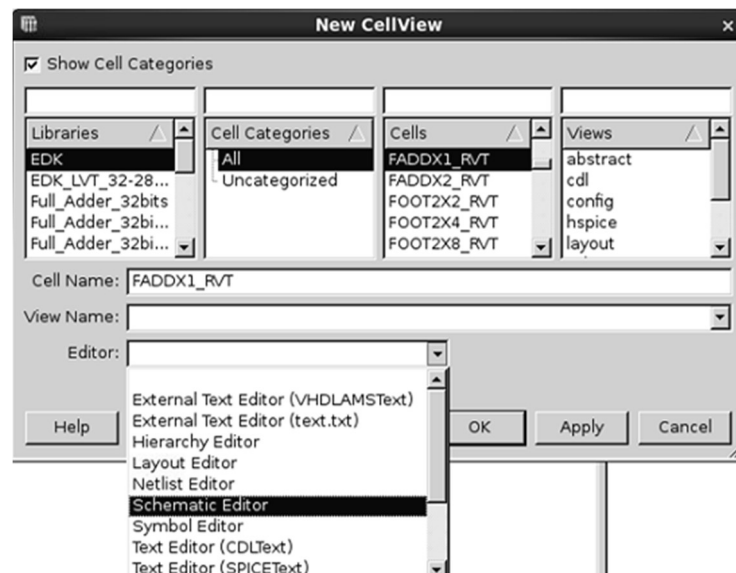 New CellView
Show Cell Categories
Libraries
EDK
EDK_LVT_32-28...
Full_Adder_32bits
Full_Adder_32bi...
Full_Adder_32bi...
Cell Categories
All
Uncategorized
Cells
FADDX1_RVT
FADDX2_RVT
FOOT2X2_RVT
FOOT2X4_RVT
FOOT2X8_RVT
Views
abstract
cdl
config
hspice
layout
Cell Name: FADDX1_RVT
View Name:
Editor:
External Text Editor (VHDLAMSText)
External Text Editor (text.txt)
Hierarchy Editor
Layout Editor
Netlist Editor
Schematic Editor
Symbol Editor
Text Editor (CDLText)
Text Editor (SPICEText)
Help
OK
Apply
Cancel